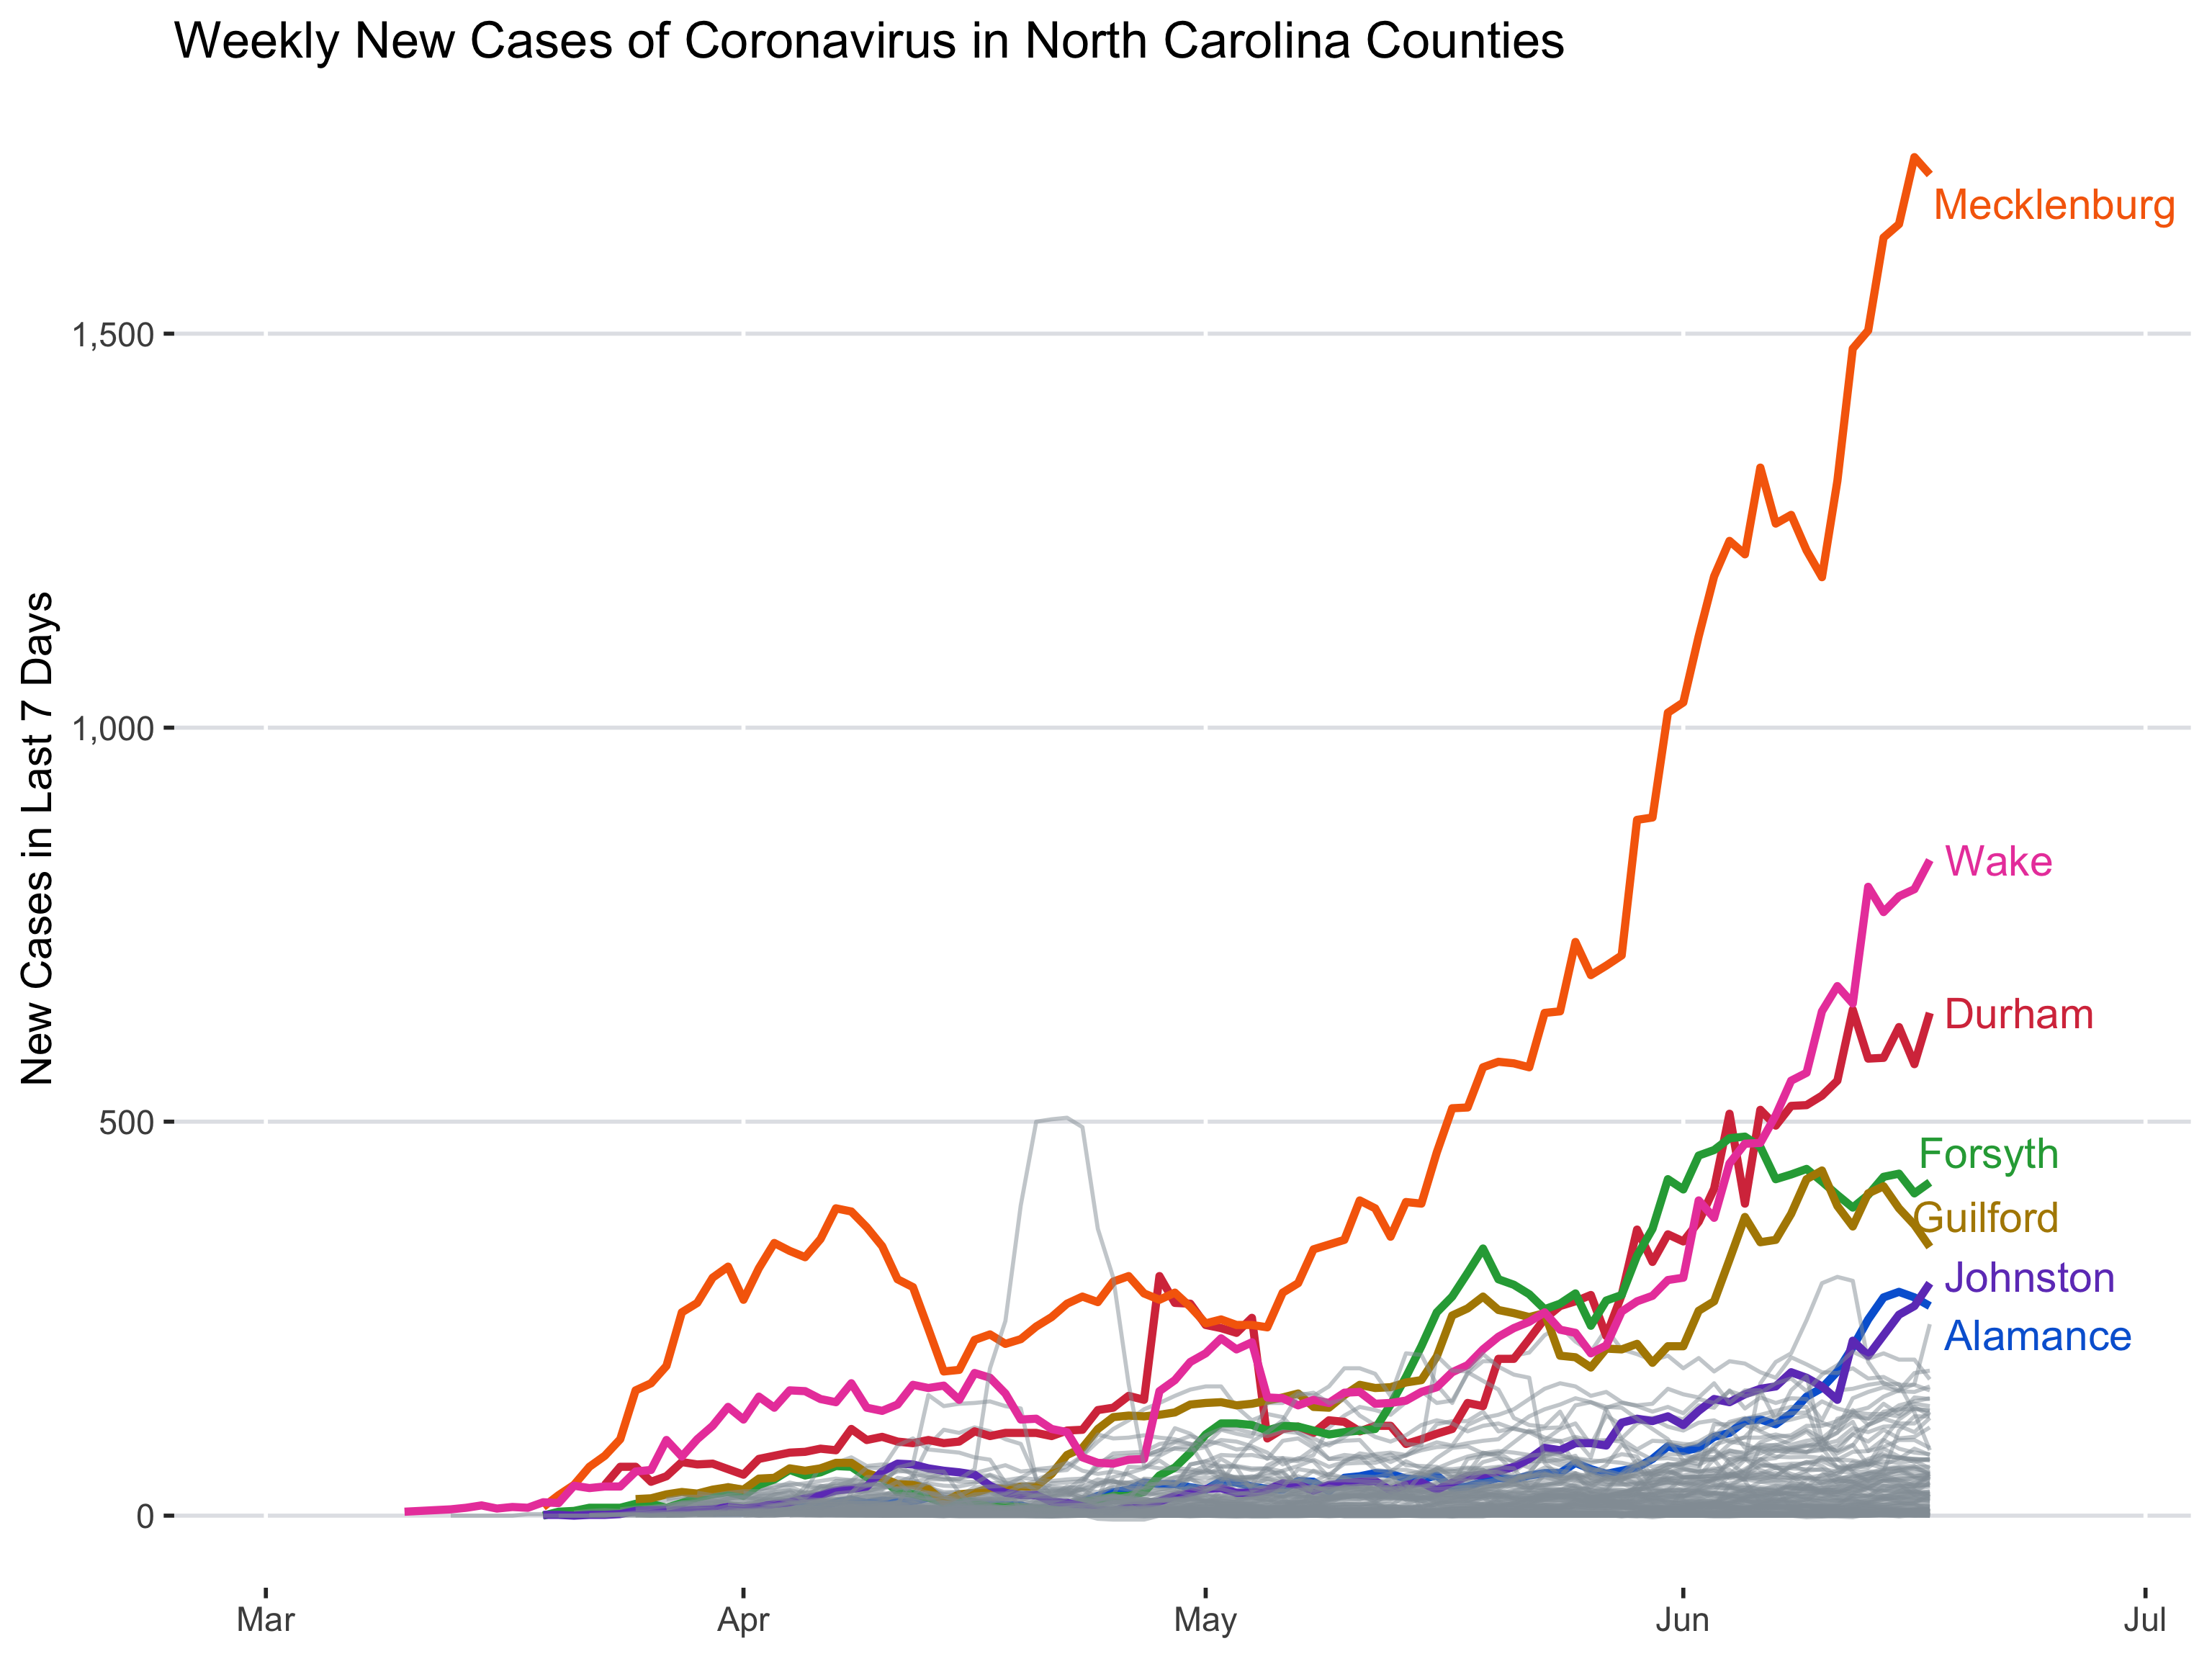 Weekly New Cases of Coronavirus in North Carolina Counties
New Cases in Last 7 Days
1,500
1,000
500
0
Mar
Apr
May
Jun
Jul
Mecklenburg
Wake
Durham
Forsyth
Guilford
Johnston
Alamance